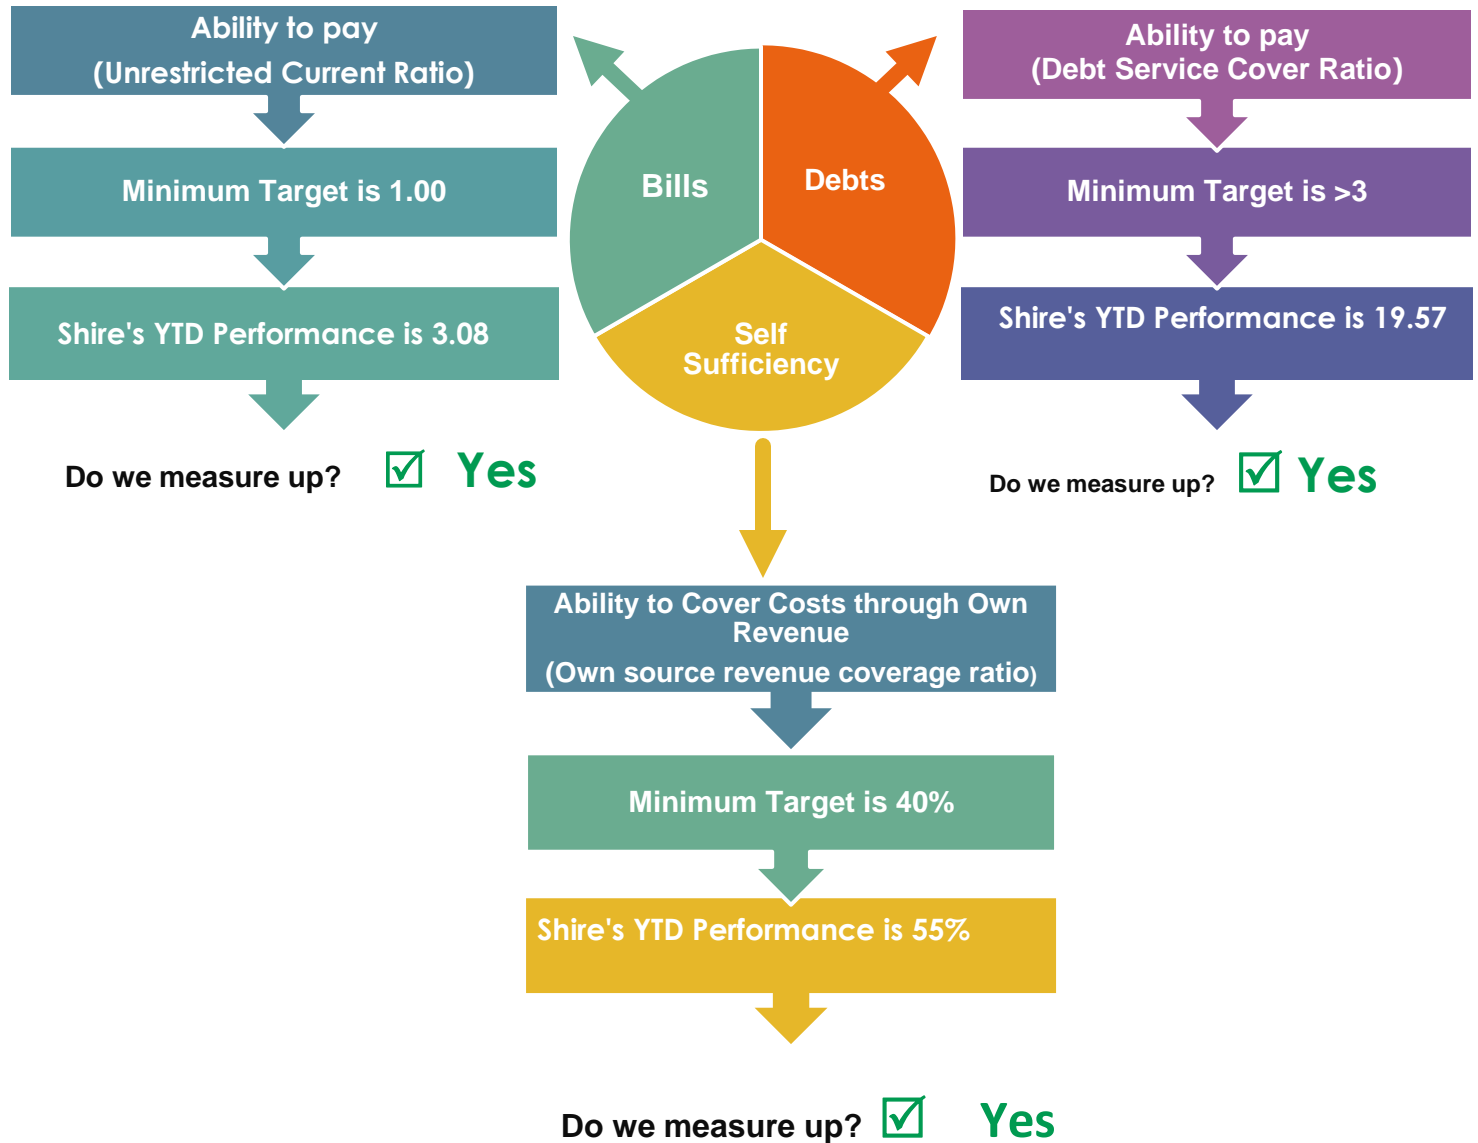 Ability to pay
(Unrestricted Current Ratio)
Minimum Target is 1.00
Shire's YTD Performance is 3.08
Do we measure up? ☑ Yes
Bills
Debts
Self
Sufficiency
Ability to pay
(Debt Service Cover Ratio)
Minimum Target is >3
Shire's YTD Performance is 19.57
Do we measure up? ☑ Yes
Ability to Cover Costs through Own
Revenue
(Own source revenue coverage ratio)
Minimum Target is 40%
Shire's YTD Performance is 55%
Do we measure up? ☑ Yes